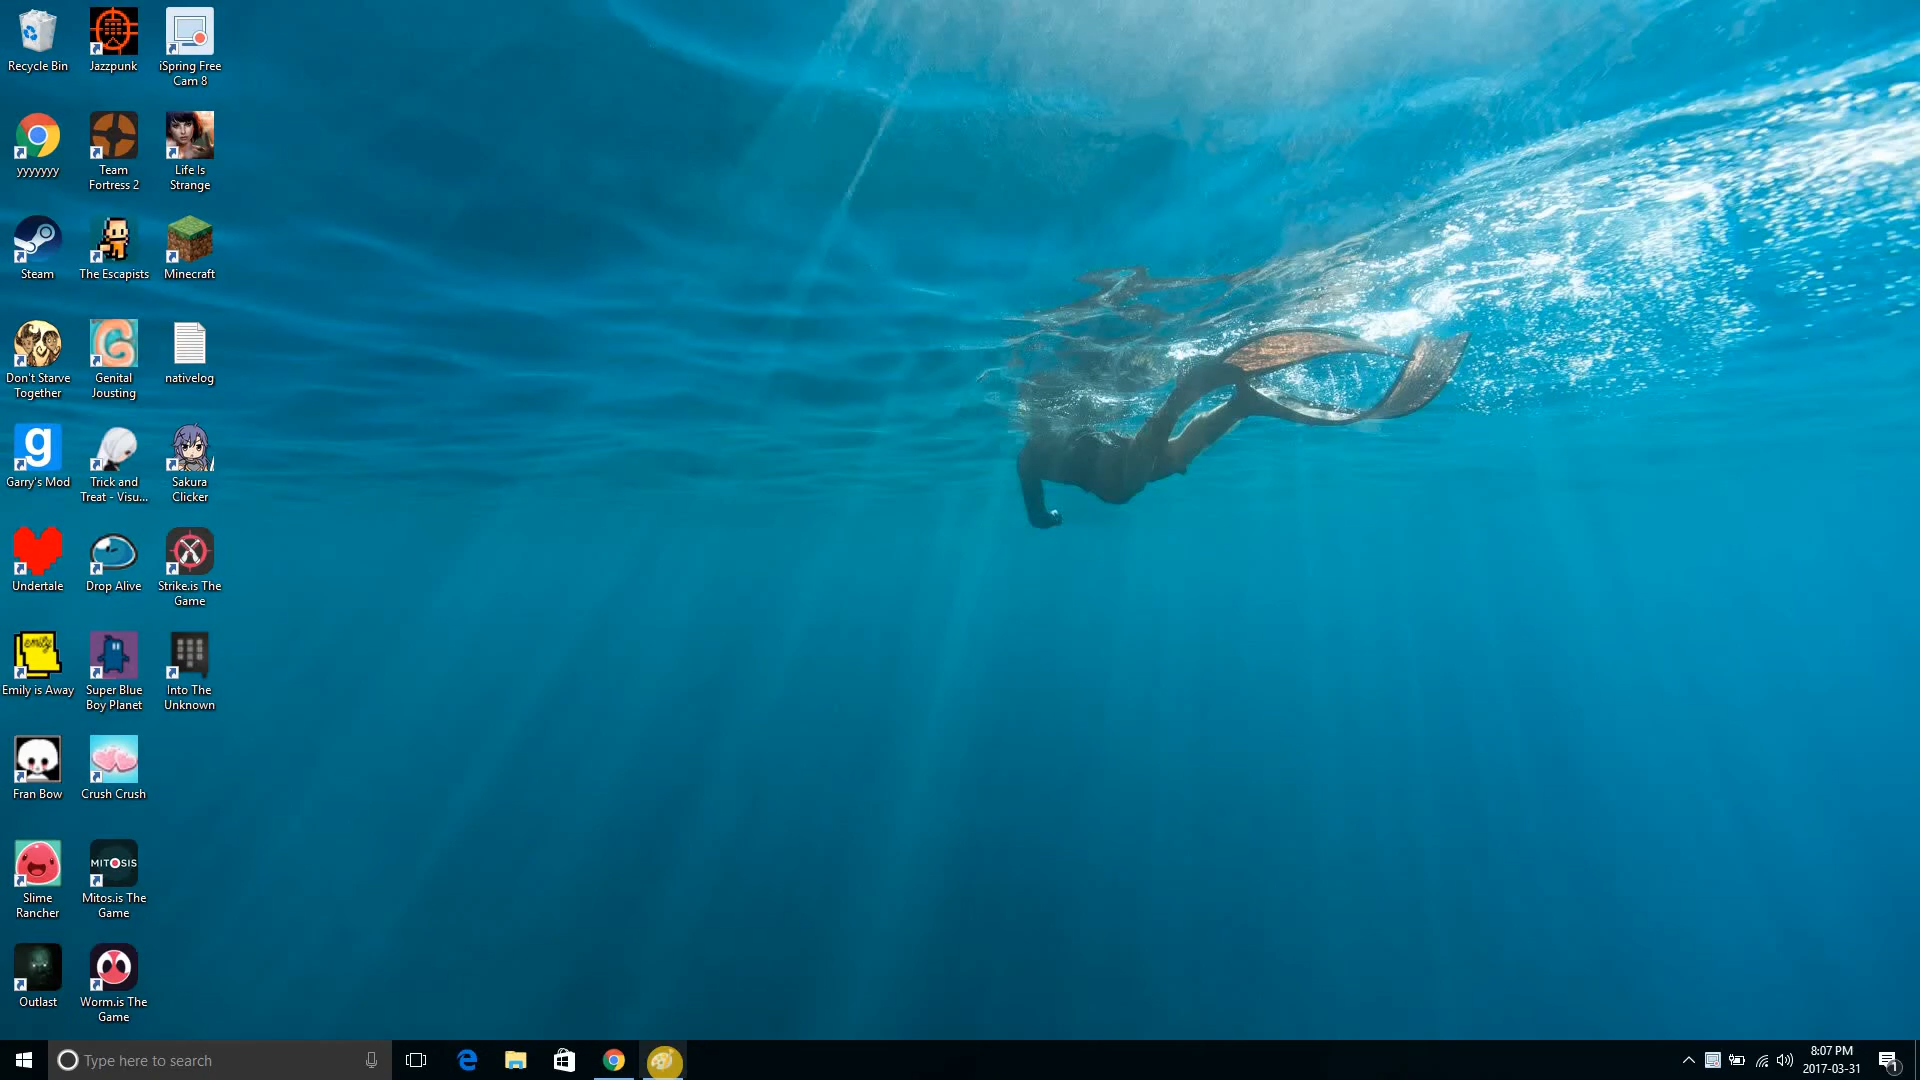 Recycle Bin
Jazzpunk
iSpring Free
Cam 8
yyyyyyy
Team
Fortress 2
Life Is
Strange
Steam
The Escapists
Minecraft
Don't Starve
Together
Genital
Jousting
nativelog
g
Garry's Mod
Trick and
Treat - Visu...
Sakura
Clicker
Undertale
Drop Alive
Strike.is The
Game
emily
Emily is Away
Super Blue
Boy Planet
Into The
Unknown
Fran Bow
Crush Crush
Slime
Rancher
MITOSIS
Mitos.is The
Game
Outlast
Worm.is The
Game
Type here to search
8:07 PM
2017-03-31
1